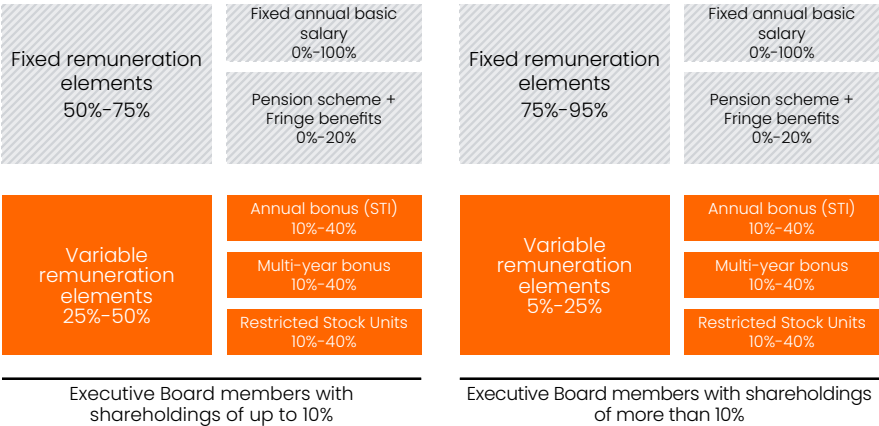 Fixed remuneration
elements
50%-75%
Fixed annual basic
salary
0%-100%
Pension scheme +
Fringe benefits
0%-20%
Variable
remuneration
elements
25%-50%
Annual bonus (STI)
10%-40%
Multi-year bonus
10%-40%
Restricted Stock Units
10%-40%
Executive Board members with
shareholdings of up to 10%
Fixed remuneration
elements
75%-95%
Fixed annual basic
salary
0%-100%
Pension scheme +
Fringe benefits
0%-20%
Variable
remuneration
elements
5%-25%
Annual bonus (STI)
10%-40%
Multi-year bonus
10%-40%
Restricted Stock Units
10%-40%
Executive Board members with shareholdings
of more than 10%